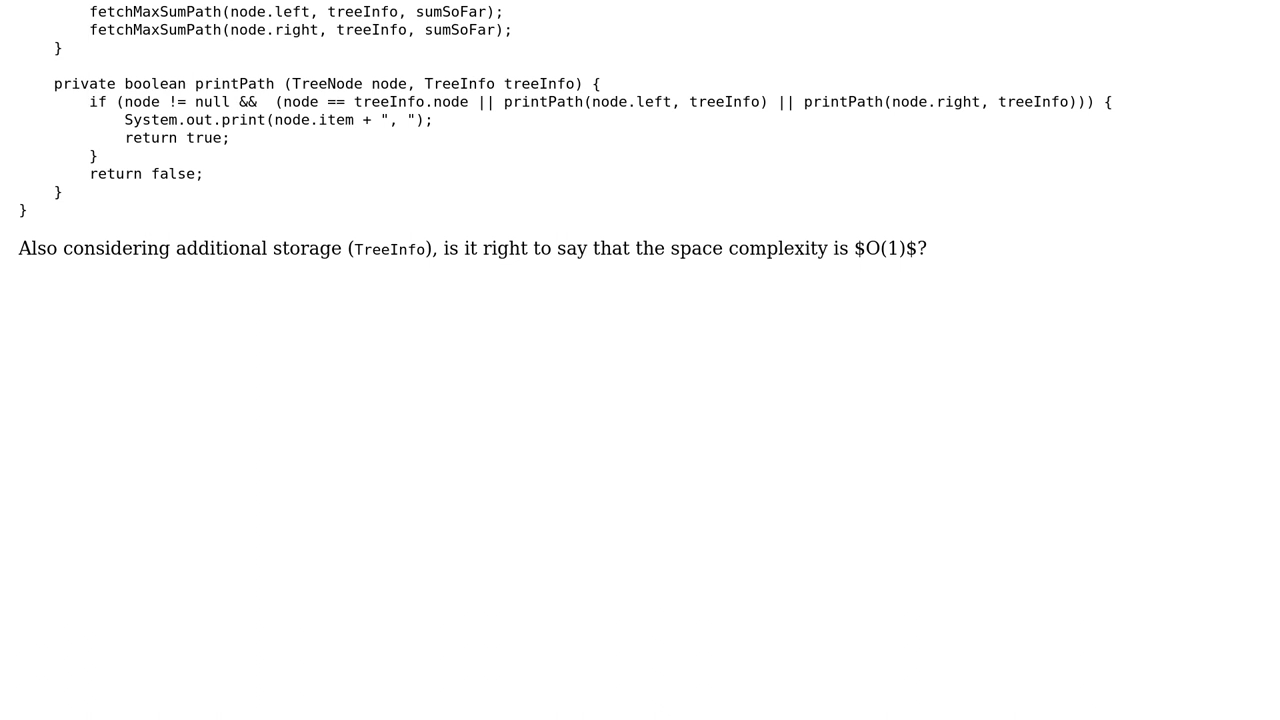 fetchMaxSumPath(node.left, treeInfo, sumSoFar);
        fetchMaxSumPath(node.right, treeInfo, sumSoFar);
    }

    private boolean printPath (TreeNode node, TreeInfo treeInfo) {
        if (node != null &&  (node == treeInfo.node || printPath(node.left, treeInfo) || printPath(node.right, treeInfo))) {
            System.out.print(node.item + ", ");
            return true;
        }
        return false;
    }
}
Also considering additional storage (TreeInfo), is it right to say that the space complexity is $O(1)$?